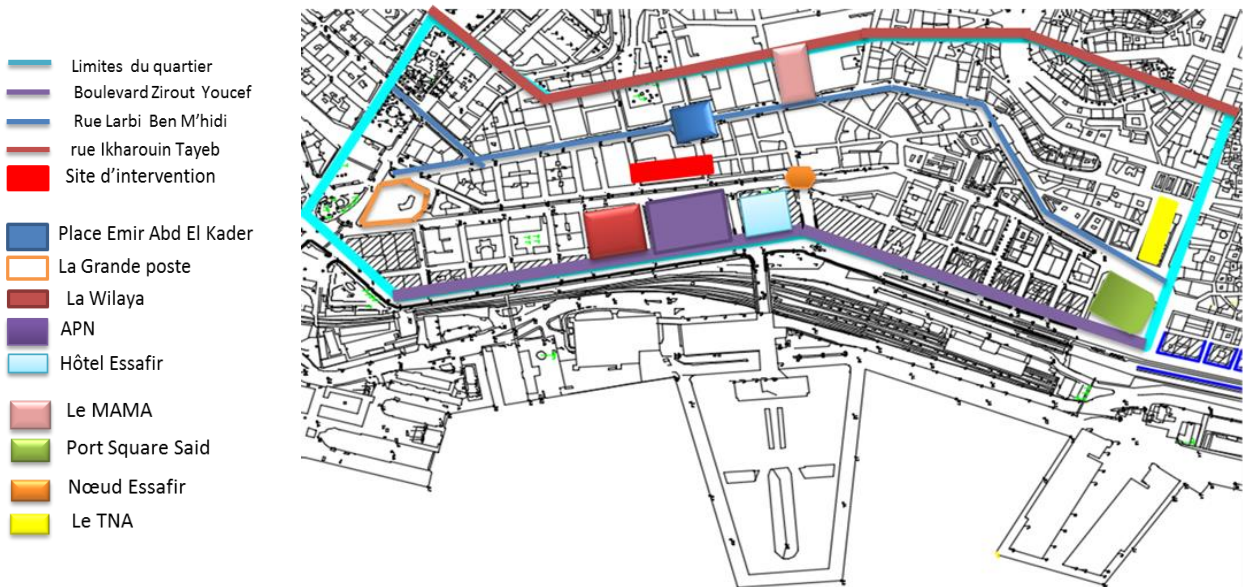 Limites du quartier
Boulevard Zirout Youcef
Rue Larbi Ben M'hidi
rue Ikharouin Tayeb
Site d'intervention
Place Emir Abd El Kader
La Grande poste
La Wilaya
APN
Hôtel Essafir
Le MAMA
Port Square Said
Nœud Essafir
Le TNA